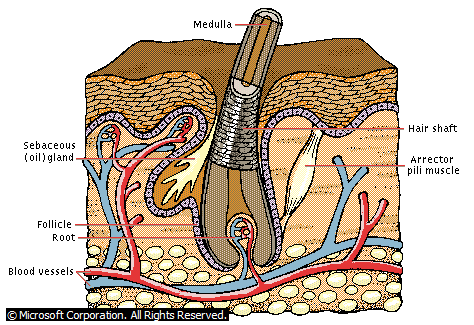 Medulla
Hair shaft
Sebaceous
(oil)gland
Arrector
pili muscle
Follicle
Root
Blood vessels
© Microsoft Corporation. All Rights Reserved.